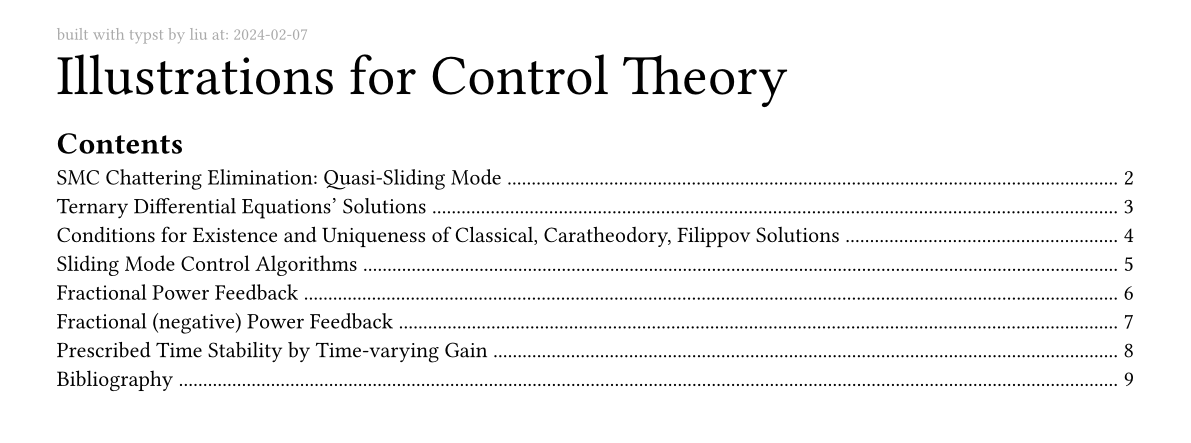 built with typst by liu at: 2024-02-07
Illustrations for Control Theory
Contents
SMC Chattering Elimination: Quasi-Sliding Mode ........ 2
Ternary Differential Equations’ Solutions ........ 3
Conditions for Existence and Uniqueness of Classical, Caratheodory, Filippov Solutions ........ 4
Sliding Mode Control Algorithms ........ 5
Fractional Power Feedback ........ 6
Fractional (negative) Power Feedback ........ 7
Prescribed Time Stability by Time-varying Gain ........ 8
Bibliography ........ 9